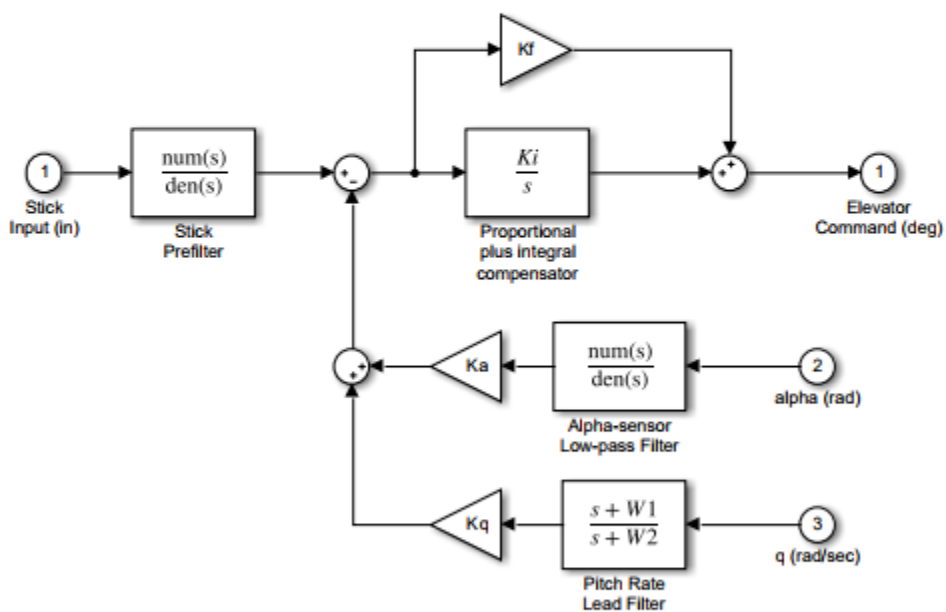 Kf
1
Stick
Input (in)
num(s)
den(s)
Stick
Prefilter
+
−
Ki
s
Proportional
plus integral
compensator
+ +
1
Elevator
Command (deg)
+ +
Ka
num(s)
den(s)
Alpha-sensor
Low-pass Filter
2
alpha (rad)
Kq
s + W1
s + W2
Pitch Rate
Lead Filter
3
q (rad/sec)